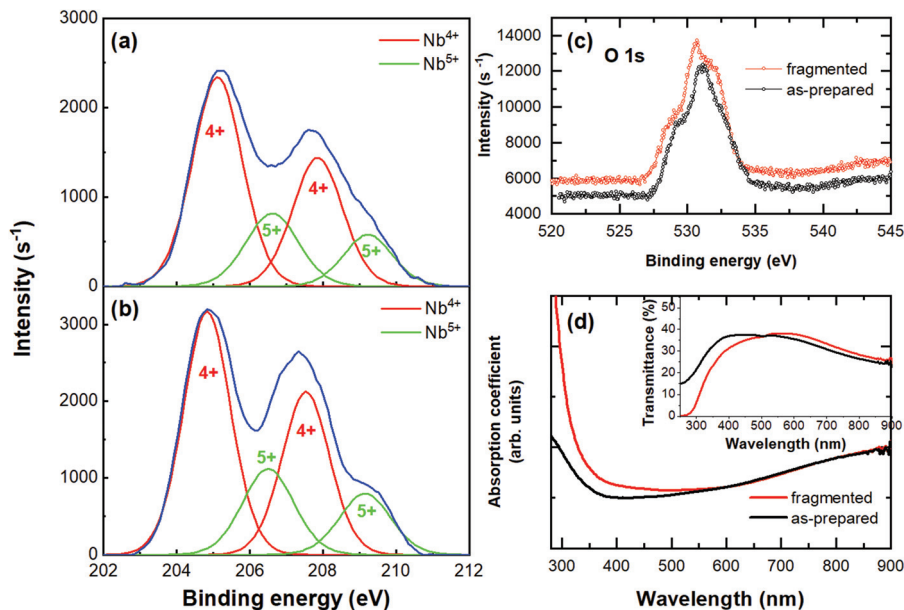 (a)
Nb4+
Nb5+
4+
4+
5+
5+
3000
2000
1000
0
(b)
Nb4+
Nb5+
4+
4+
5+
5+
3000
2000
1000
0
202 204 206 208 210 212
Binding energy (eV)
Intensity (s⁻¹)
(c)
O 1s
fragmented
as-prepared
14000
12000
10000
8000
6000
4000
520 525 530 535 540 545
Binding energy (eV)
Intensity (s⁻¹)
(d)
50
40
30
20
10
0
Transmittance (%)
300 400 500 600 700 800 900
Wavelength (nm)
fragmented
as-prepared
Absorption coefficient
(arb. units)
300 400 500 600 700 800 900
Wavelength (nm)